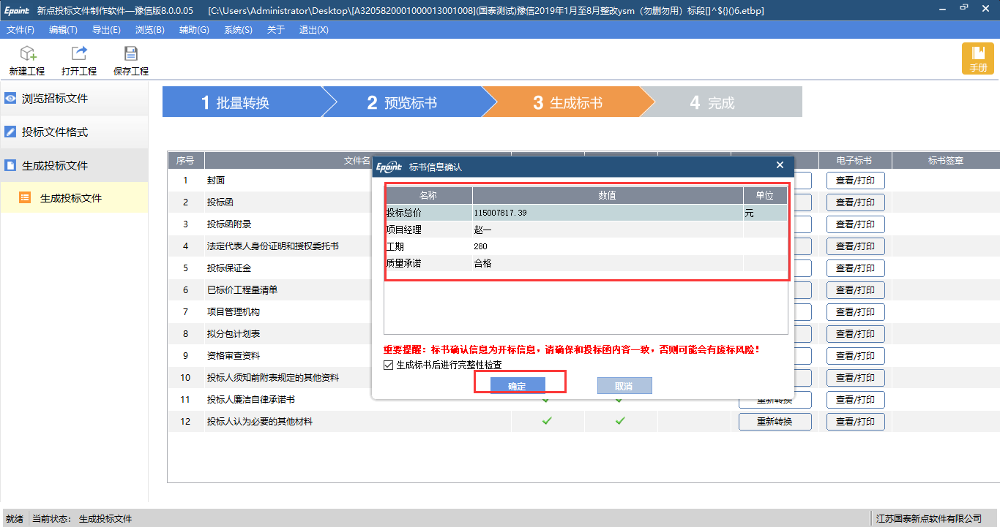 Epoint 新点投标文件制作软件—豫信版8.0.0.05 [C:\Users\Administrator\Desktop\[A3205820001000013001008](国泰测试)豫信2019年1月至8月整改ysm（勿删勿用）标段[]^${}()6.etbp]
文件(F) 编辑(T) 导出(E) 浏览(B) 辅助(G) 系统(S) 关于 退出(X)
新建工程 打开工程 保存工程 手册
浏览招标文件
投标文件格式
生成投标文件
生成投标文件
1 批量转换 2 预览标书 3 生成标书 4 完成
序号 文件名 电子标书 标书签章
1 封面 查看/打印
2 投标函 查看/打印
3 投标函附录 查看/打印
4 法定代表人身份证明和授权委托书 查看/打印
5 投标保证金 查看/打印
6 已标价工程量清单 查看/打印
7 项目管理机构 查看/打印
8 拟分包计划表 查看/打印
9 资格审查资料 查看/打印
10 投标人须知前附表规定的其他资料 查看/打印
11 投标人廉洁自律承诺书 重新转换 查看/打印
12 投标人认为必要的其他材料 重新转换 查看/打印
Epoint 标书信息确认
名称 数值 单位
投标总价 115007817.39 元
项目经理 赵一
工期 280
质量承诺 合格
重要提醒：标书确认信息为开标信息，请确保和投标函内容一致，否则可能会有废标风险！
生成标书后进行完整性检查
确定 取消
就绪 当前状态： 生成投标文件 江苏国泰新点软件有限公司